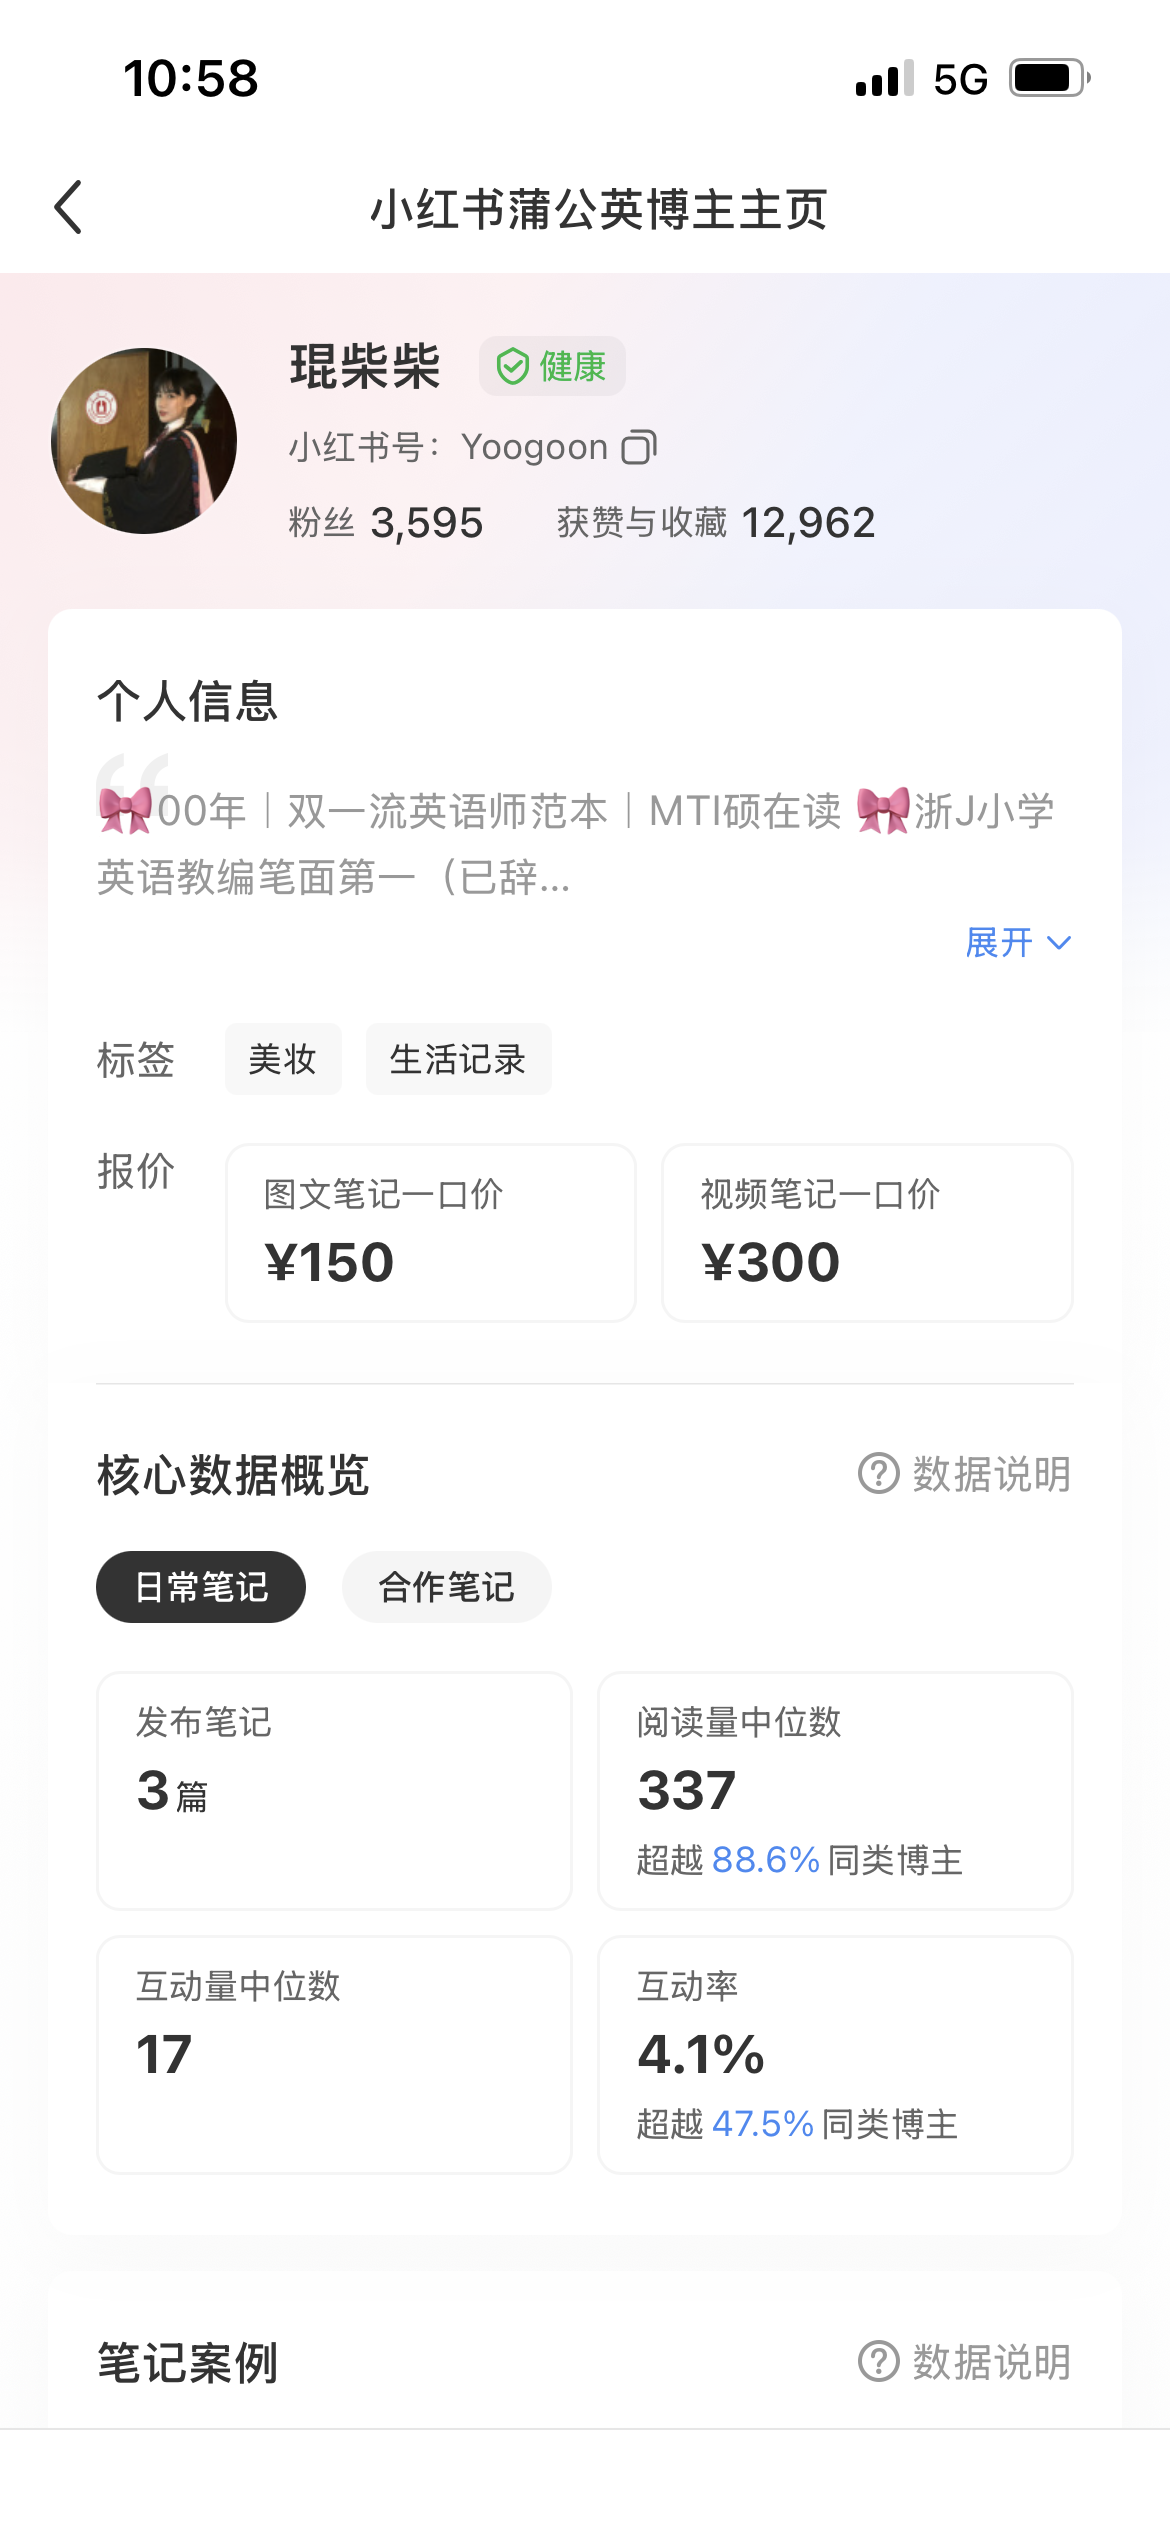 10:58
5G
小红书蒲公英博主主页
琨柴柴
健康
小红书号：Yoogoon
粉丝 3,595 获赞与收藏 12,962
个人信息
🎀00年｜双一流英语师范本｜MTI硕在读 🎀浙J小学
英语教编笔面第一（已辞...
展开
标签 美妆 生活记录
报价
图文笔记一口价
¥150
视频笔记一口价
¥300
核心数据概览
数据说明
日常笔记 合作笔记
发布笔记
3篇
阅读量中位数
337
超越 88.6% 同类博主
互动量中位数
17
互动率
4.1%
超越 47.5% 同类博主
笔记案例
数据说明